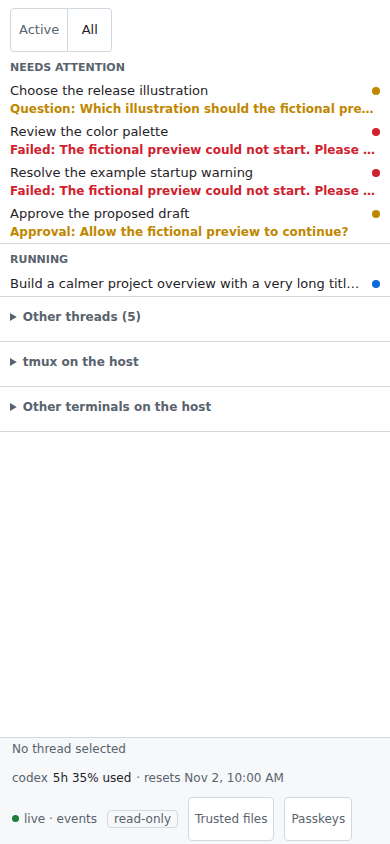 Active All
NEEDS ATTENTION
Choose the release illustration
Question: Which illustration should the fictional pre…
Review the color palette
Failed: The fictional preview could not start. Please …
Resolve the example startup warning
Failed: The fictional preview could not start. Please …
Approve the proposed draft
Approval: Allow the fictional preview to continue?
RUNNING
Build a calmer project overview with a very long titl…
Other threads (5)
tmux on the host
Other terminals on the host
No thread selected
codex 5h 35% used · resets Nov 2, 10:00 AM
live · events read-only Trusted files Passkeys